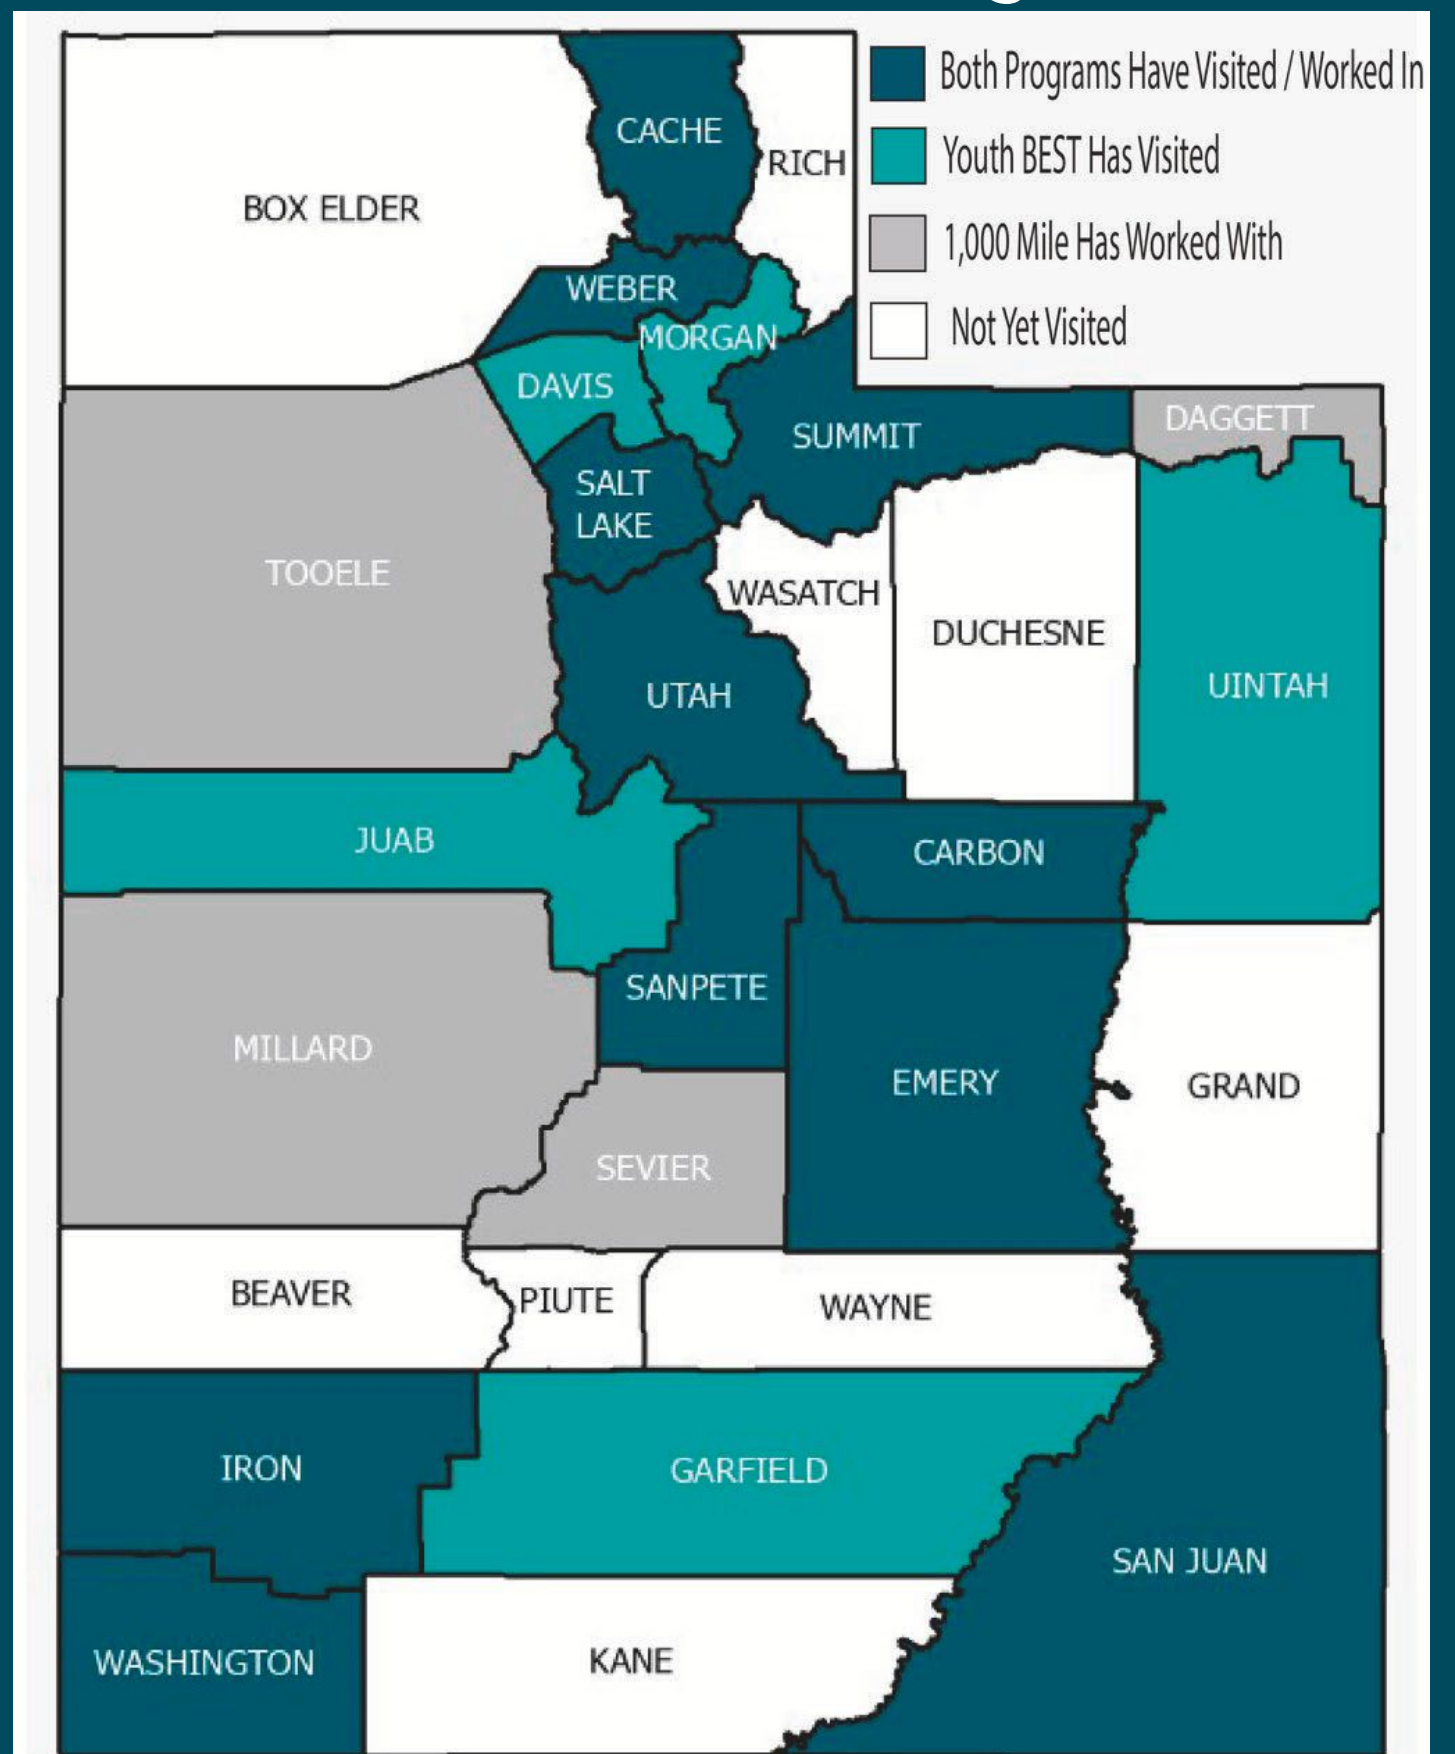 Both Programs Have Visited / Worked In
Youth BEST Has Visited
1,000 Mile Has Worked With
Not Yet Visited
CACHE
RICH
BOX ELDER
WEBER
MORGAN
DAVIS
DAGGETT
SUMMIT
SALT
LAKE
TOOELE
WASATCH
DUCHESNE
UINTAH
UTAH
JUAB
CARBON
SANPETE
MILLARD
EMERY
GRAND
SEVIER
BEAVER
PIUTE
WAYNE
IRON
GARFIELD
SAN JUAN
WASHINGTON
KANE